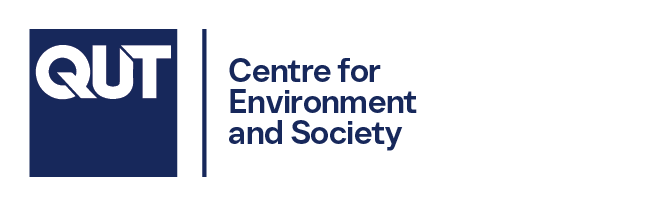 QUT
Centre for
Environment
and Society